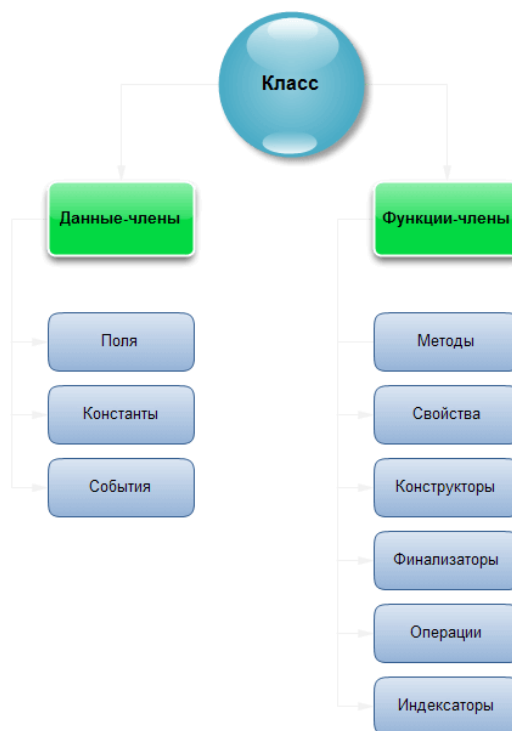 Класс
Данные-члены
Функции-члены
Поля
Методы
Константы
Свойства
События
Конструкторы
Финализаторы
Операции
Индексаторы